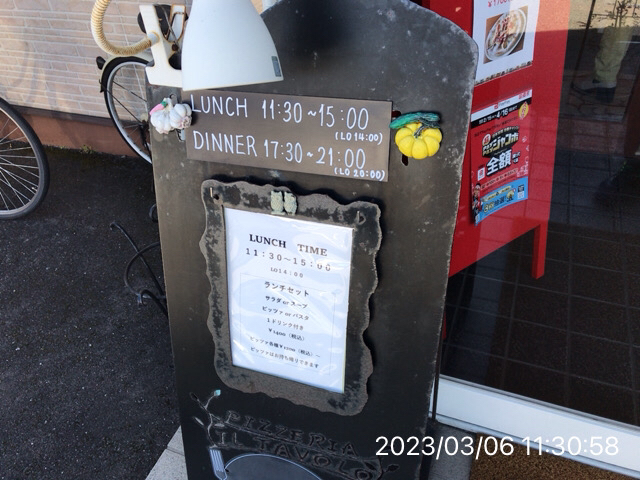 LUNCH 11:30~15:00
(LO 14:00)
DINNER 17:30~21:00
(LO 20:00)
LUNCH TIME
11:30~15:00
LO14:00
ランチセット
サラダ or スープ
ピッツァ or パスタ
1ドリンク付き
¥1400（税込）
ピッツァはお持ち帰りできます
PIZZERIA
IL TAVOLO
全額
2023/03/06 11:30:58